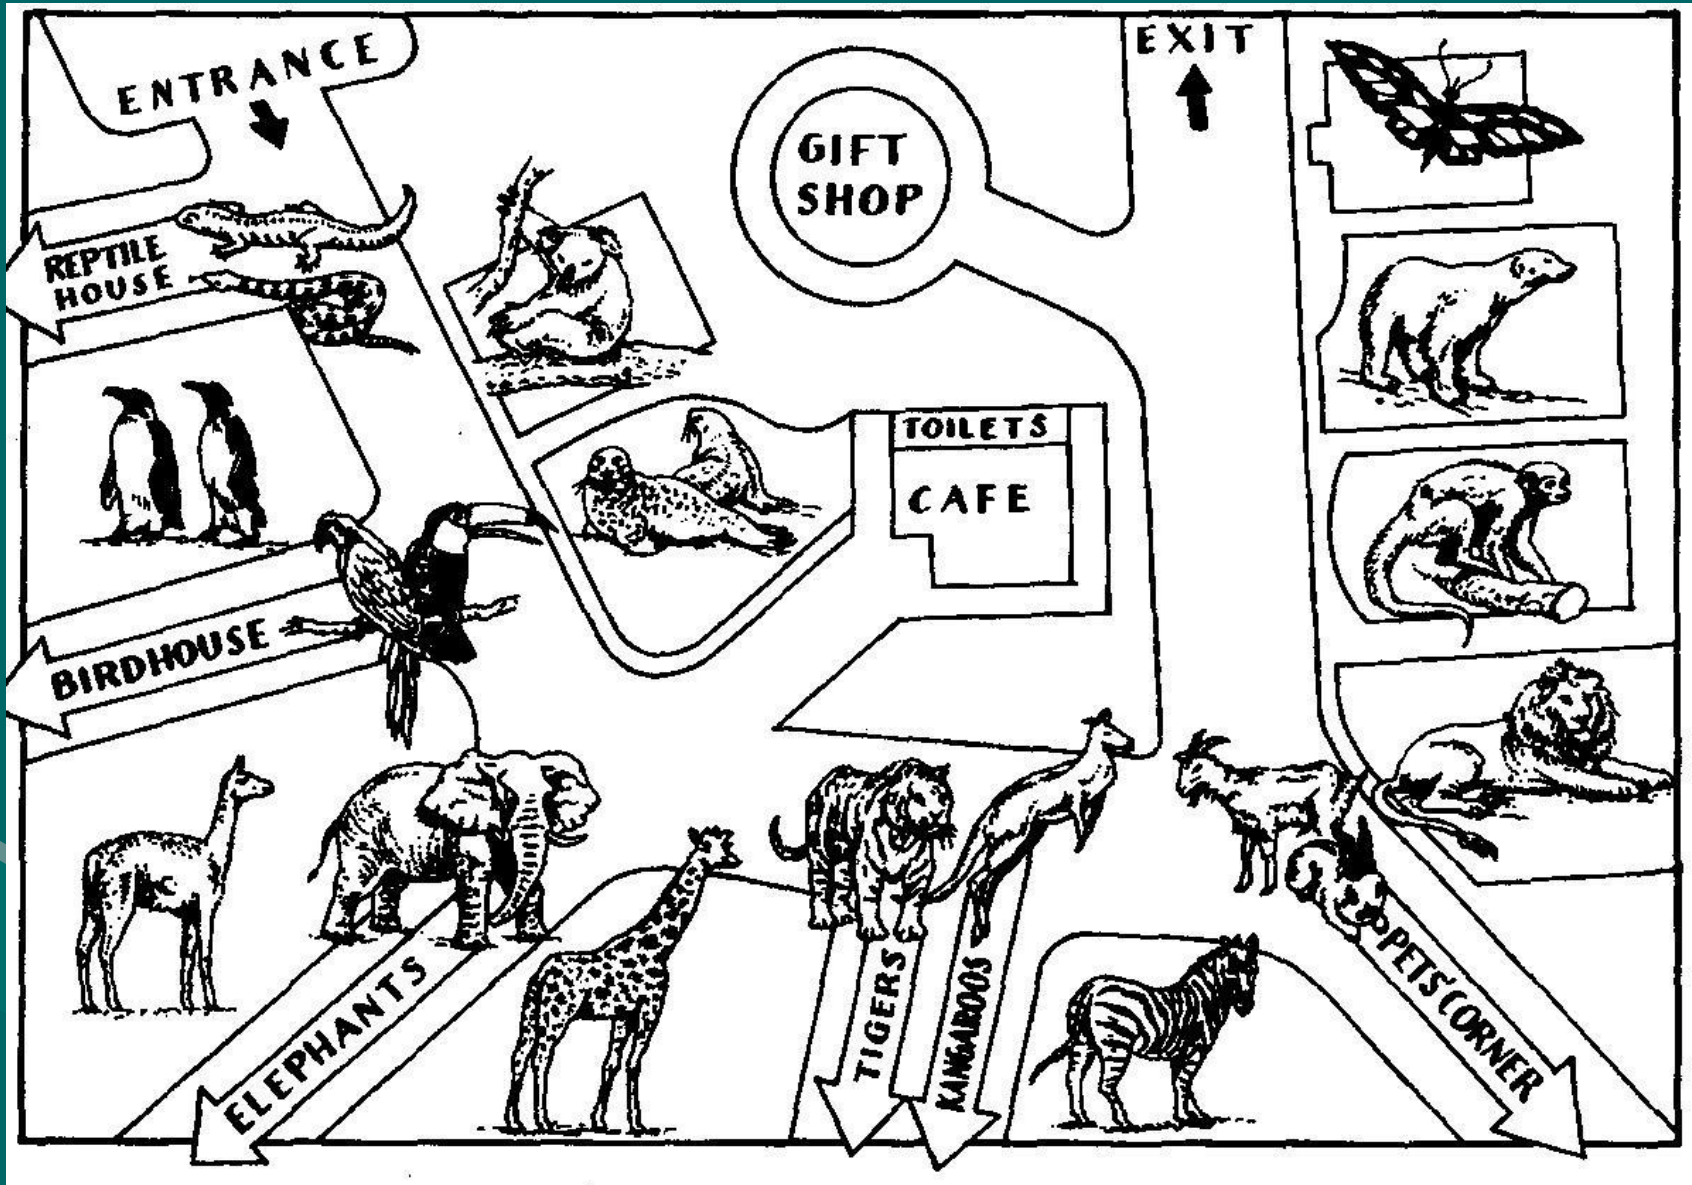 ENTRANCE
EXIT
GIFT
SHOP
REPTILE
HOUSE
TOILETS
CAFE
BIRDHOUSE
ELEPHANTS
TIGERS
KANGAROOS
PETS' CORNER